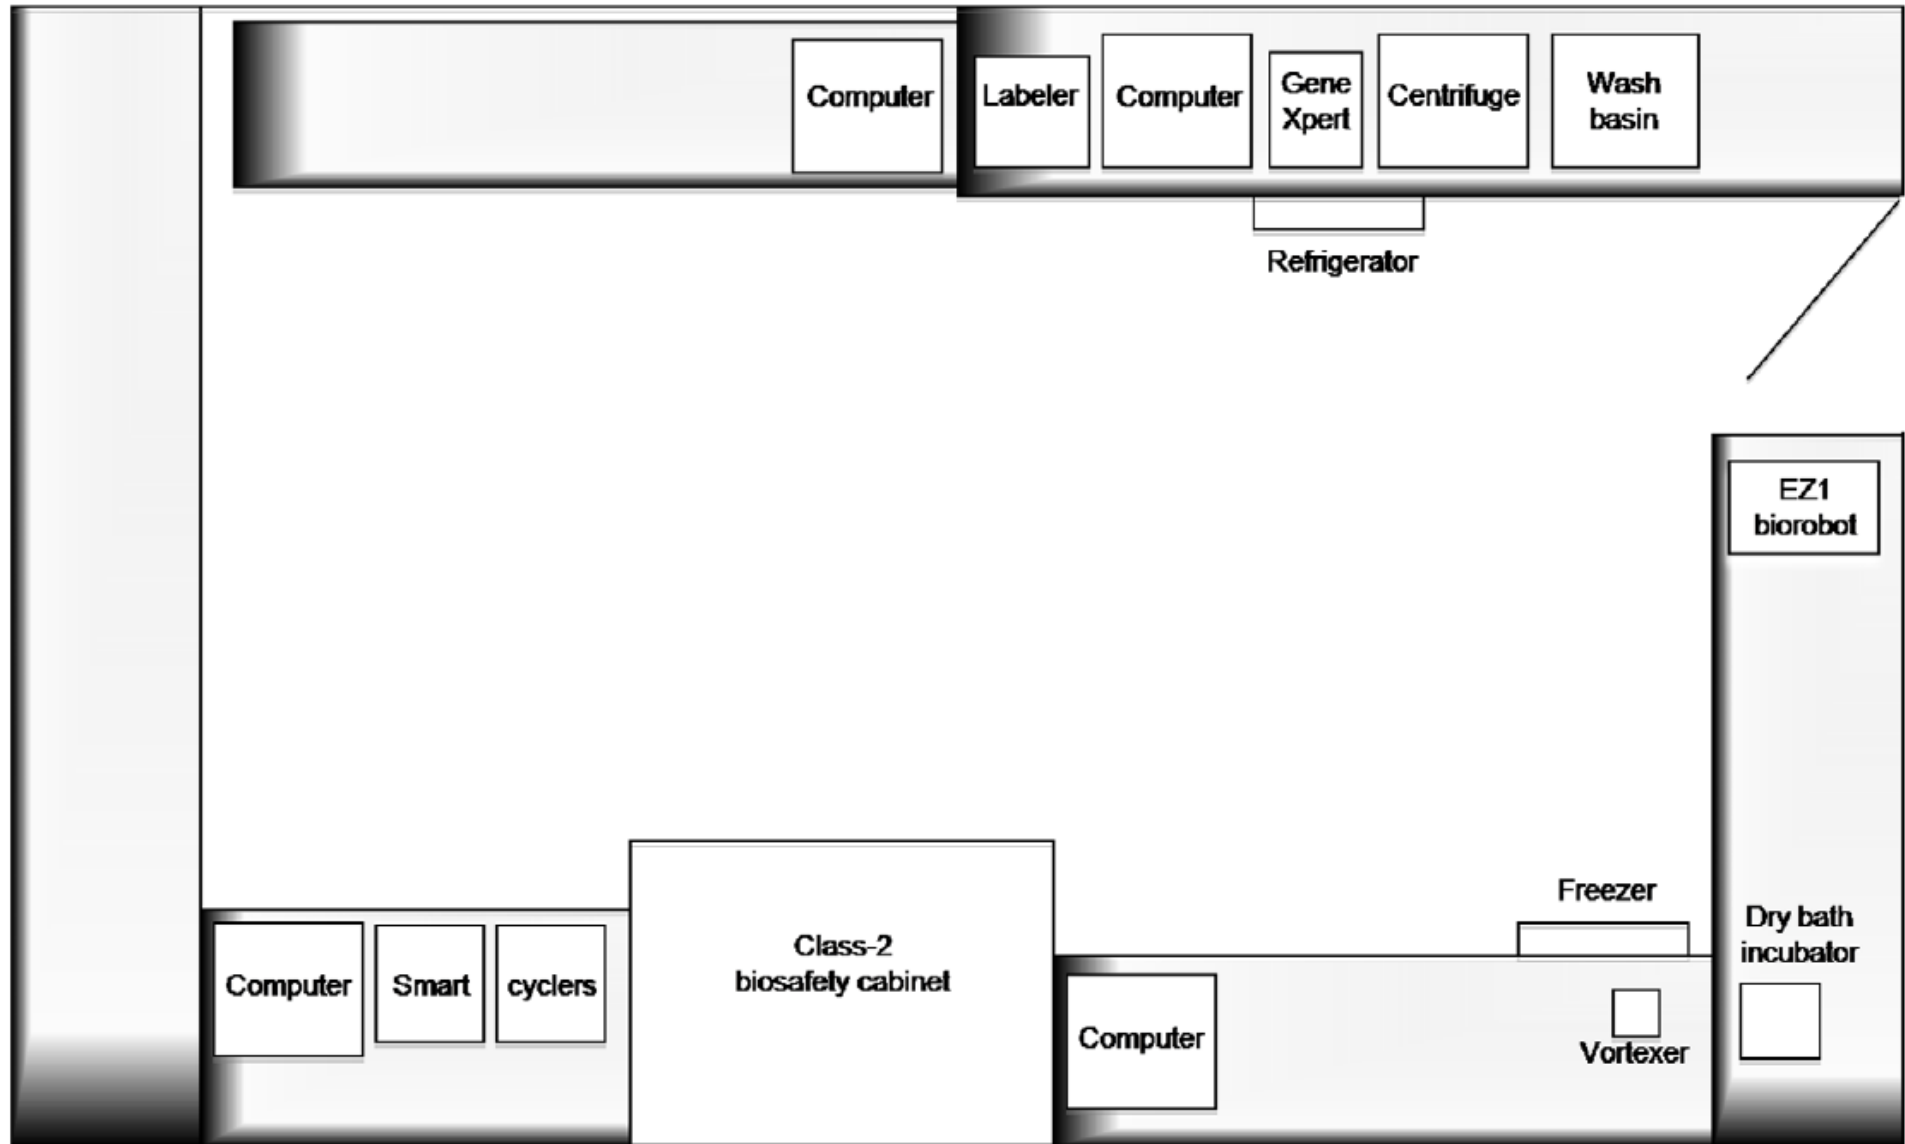 Computer
Labeler
Computer
Gene
Xpert
Centrifuge
Wash
basin
Refrigerator
EZ1
biorobot
Freezer
Dry bath
incubator
Class-2
biosafely cabinet
Computer
Smart
cyclers
Computer
Vortexer